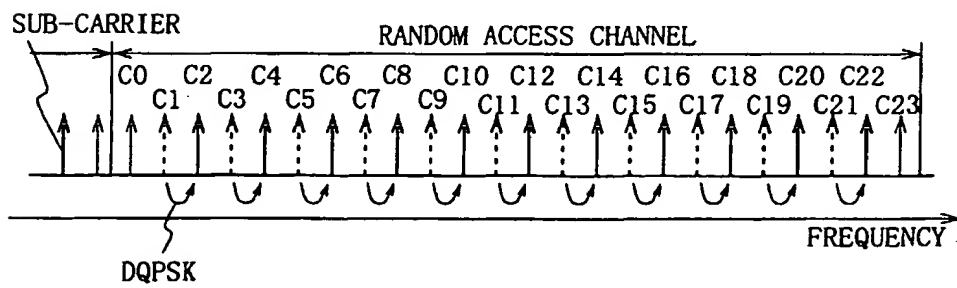 SUB-CARRIER
RANDOM ACCESS CHANNEL
C0 C2 C4 C6 C8 C10 C12 C14 C16 C18 C20 C22
C1 C3 C5 C7 C9 C11 C13 C15 C17 C19 C21 C23
FREQUENCY
DQPSK